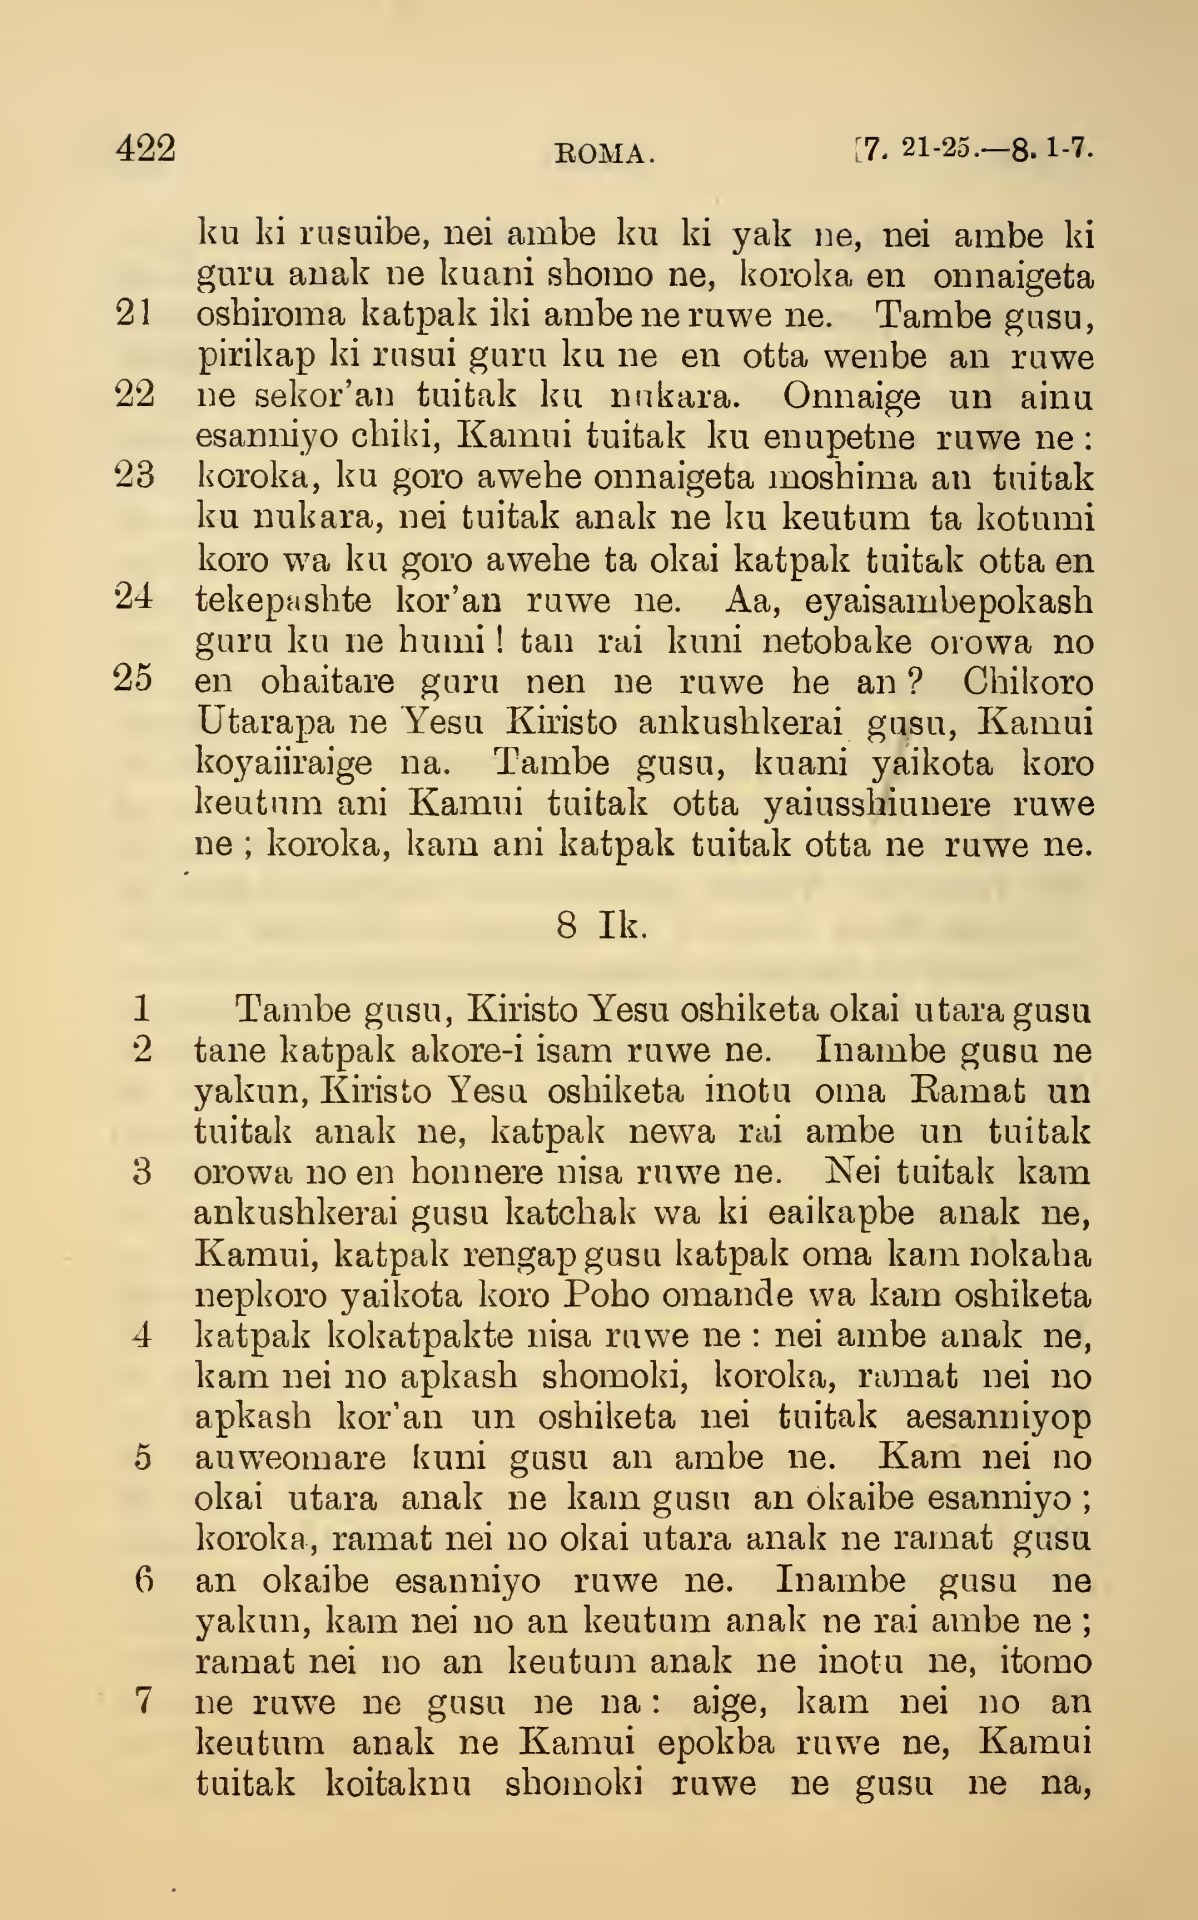 422 ROMA. [7. 21-25.—8. 1-7.
ku ki rusuibe, nei ambe ku ki yak ne, nei ambe ki
guru anak ne kuani shomo ne, koroka en onnaigeta
21 oshiroma katpak iki ambe ne ruwe ne. Tambe gusu,
pirikap ki rusui guru ku ne en otta wenbe an ruwe
22 ne sekor’an tuitak ku nukara. Onnaige un ainu
esanniyo chiki, Kamui tuitak ku enupetne ruwe ne :
23 koroka, ku goro awehe onnaigeta moshima an tuitak
ku nukara, nei tuitak anak ne ku keutum ta kotumi
koro wa ku goro awehe ta okai katpak tuitak otta en
24 tekepashte kor’an ruwe ne. Aa, eyaisambepokash
guru ku ne humi ! tan rai kuni netobake orowa no
25 en ohaitare guru nen ne ruwe he an ? Chikoro
Utarapa ne Yesu Kiristo ankushkerai gusu, Kamui
koyaiiraige na. Tambe gusu, kuani yaikota koro
keutum ani Kamui tuitak otta yaiusshiunere ruwe
ne ; koroka, kam ani katpak tuitak otta ne ruwe ne.
8 Ik.
1 Tambe gusu, Kiristo Yesu oshiketa okai utara gusu
2 tane katpak akore-i isam ruwe ne. Inambe gusu ne
yakun, Kiristo Yesu oshiketa inotu oma Ramat un
tuitak anak ne, katpak newa rai ambe un tuitak
3 orowa no en honnere nisa ruwe ne. Nei tuitak kam
ankushkerai gusu katchak wa ki eaikapbe anak ne,
Kamui, katpak rengap gusu katpak oma kam nokaha
nepkoro yaikota koro Poho omande wa kam oshiketa
4 katpak kokatpakte nisa ruwe ne : nei ambe anak ne,
kam nei no apkash shomoki, koroka, ramat nei no
apkash kor’an un oshiketa nei tuitak aesanniyop
5 auweomare kuni gusu an ambe ne. Kam nei no
okai utara anak ne kam gusu an okaibe esanniyo ;
koroka, ramat nei no okai utara anak ne ramat gusu
6 an okaibe esanniyo ruwe ne. Inambe gusu ne
yakun, kam nei no an keutum anak ne rai ambe ne ;
ramat nei no an keutum anak ne inotu ne, itomo
7 ne ruwe ne gusu ne na : aige, kam nei no an
keutum anak ne Kamui epokba ruwe ne, Kamui
tuitak koitaknu shomoki ruwe ne gusu ne na,